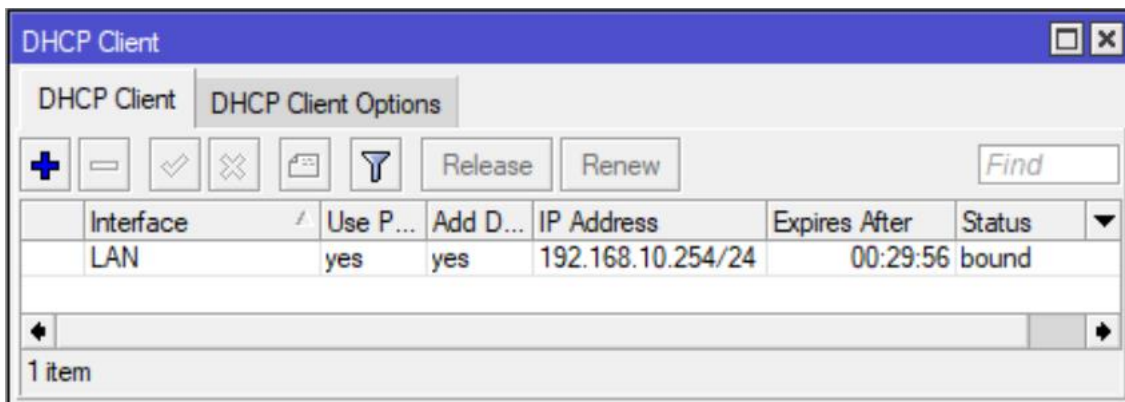 DHCP Client
DHCP Client DHCP Client Options
Release Renew Find
Interface Use P... Add D... IP Address Expires After Status
LAN yes yes 192.168.10.254/24 00:29:56 bound
1 item